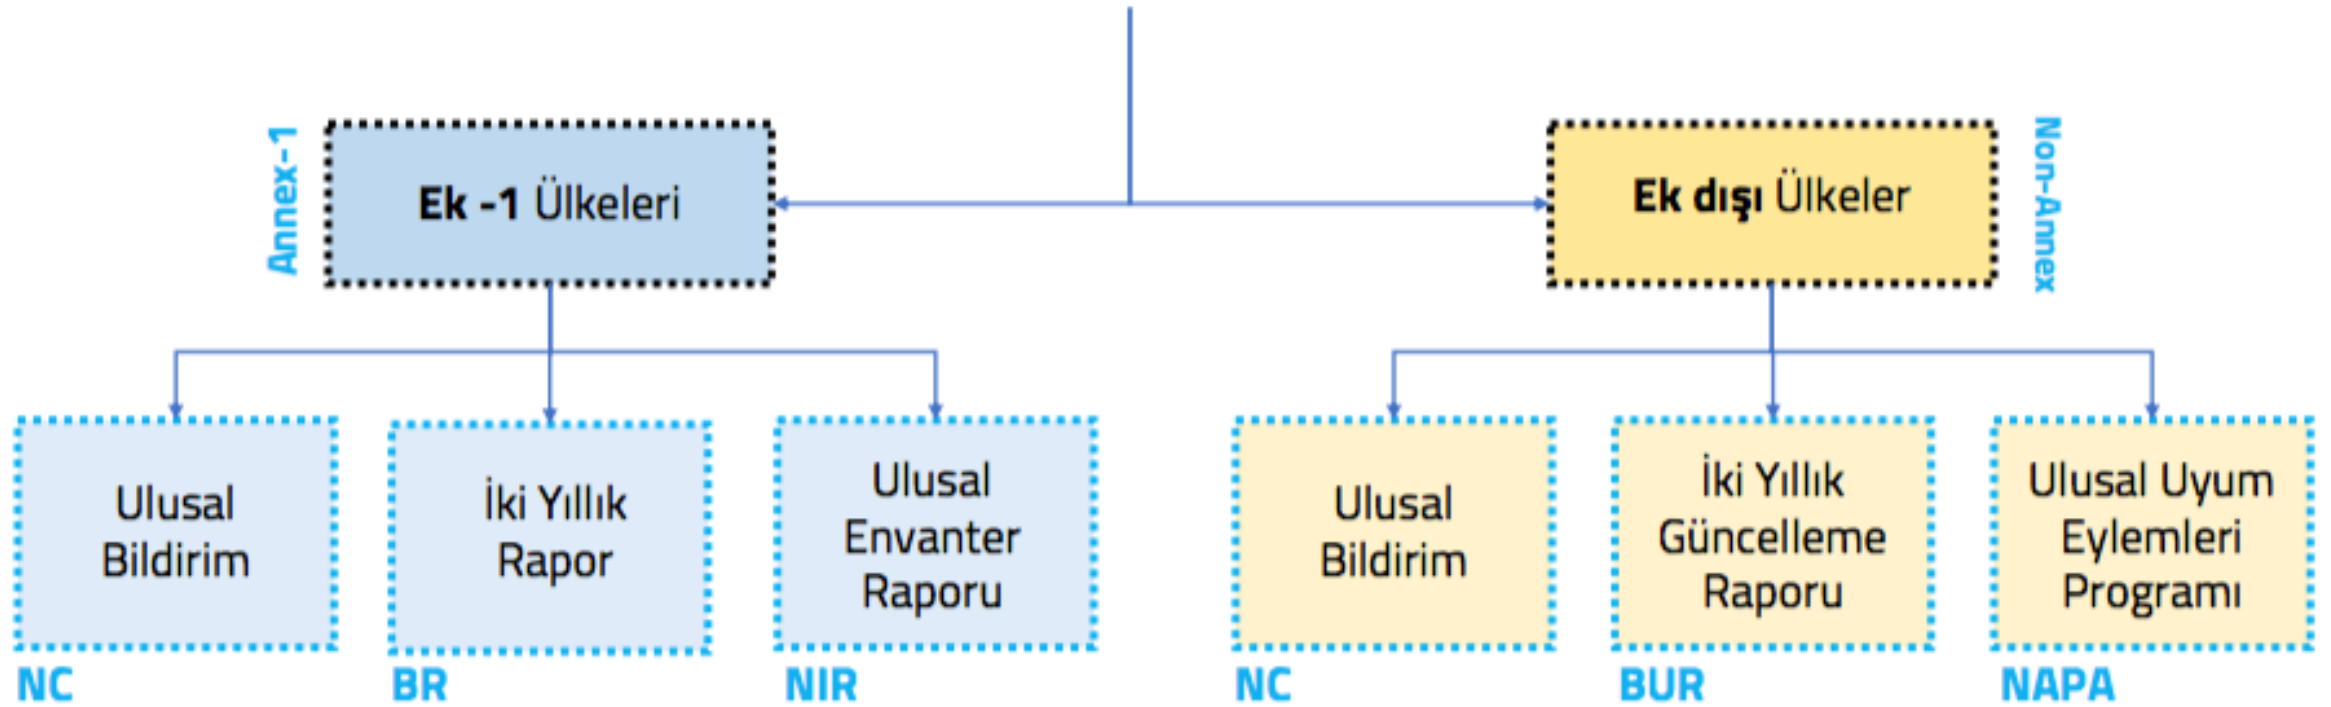 Annex-1
Ek -1 Ülkeleri
Ek dışı Ülkeler
Non-Annex
Ulusal
Bildirim
NC
İki Yıllık
Rapor
BR
Ulusal
Envanter
Raporu
NIR
Ulusal
Bildirim
NC
İki Yıllık
Güncelleme
Raporu
BUR
Ulusal Uyum
Eylemleri
Programı
NAPA